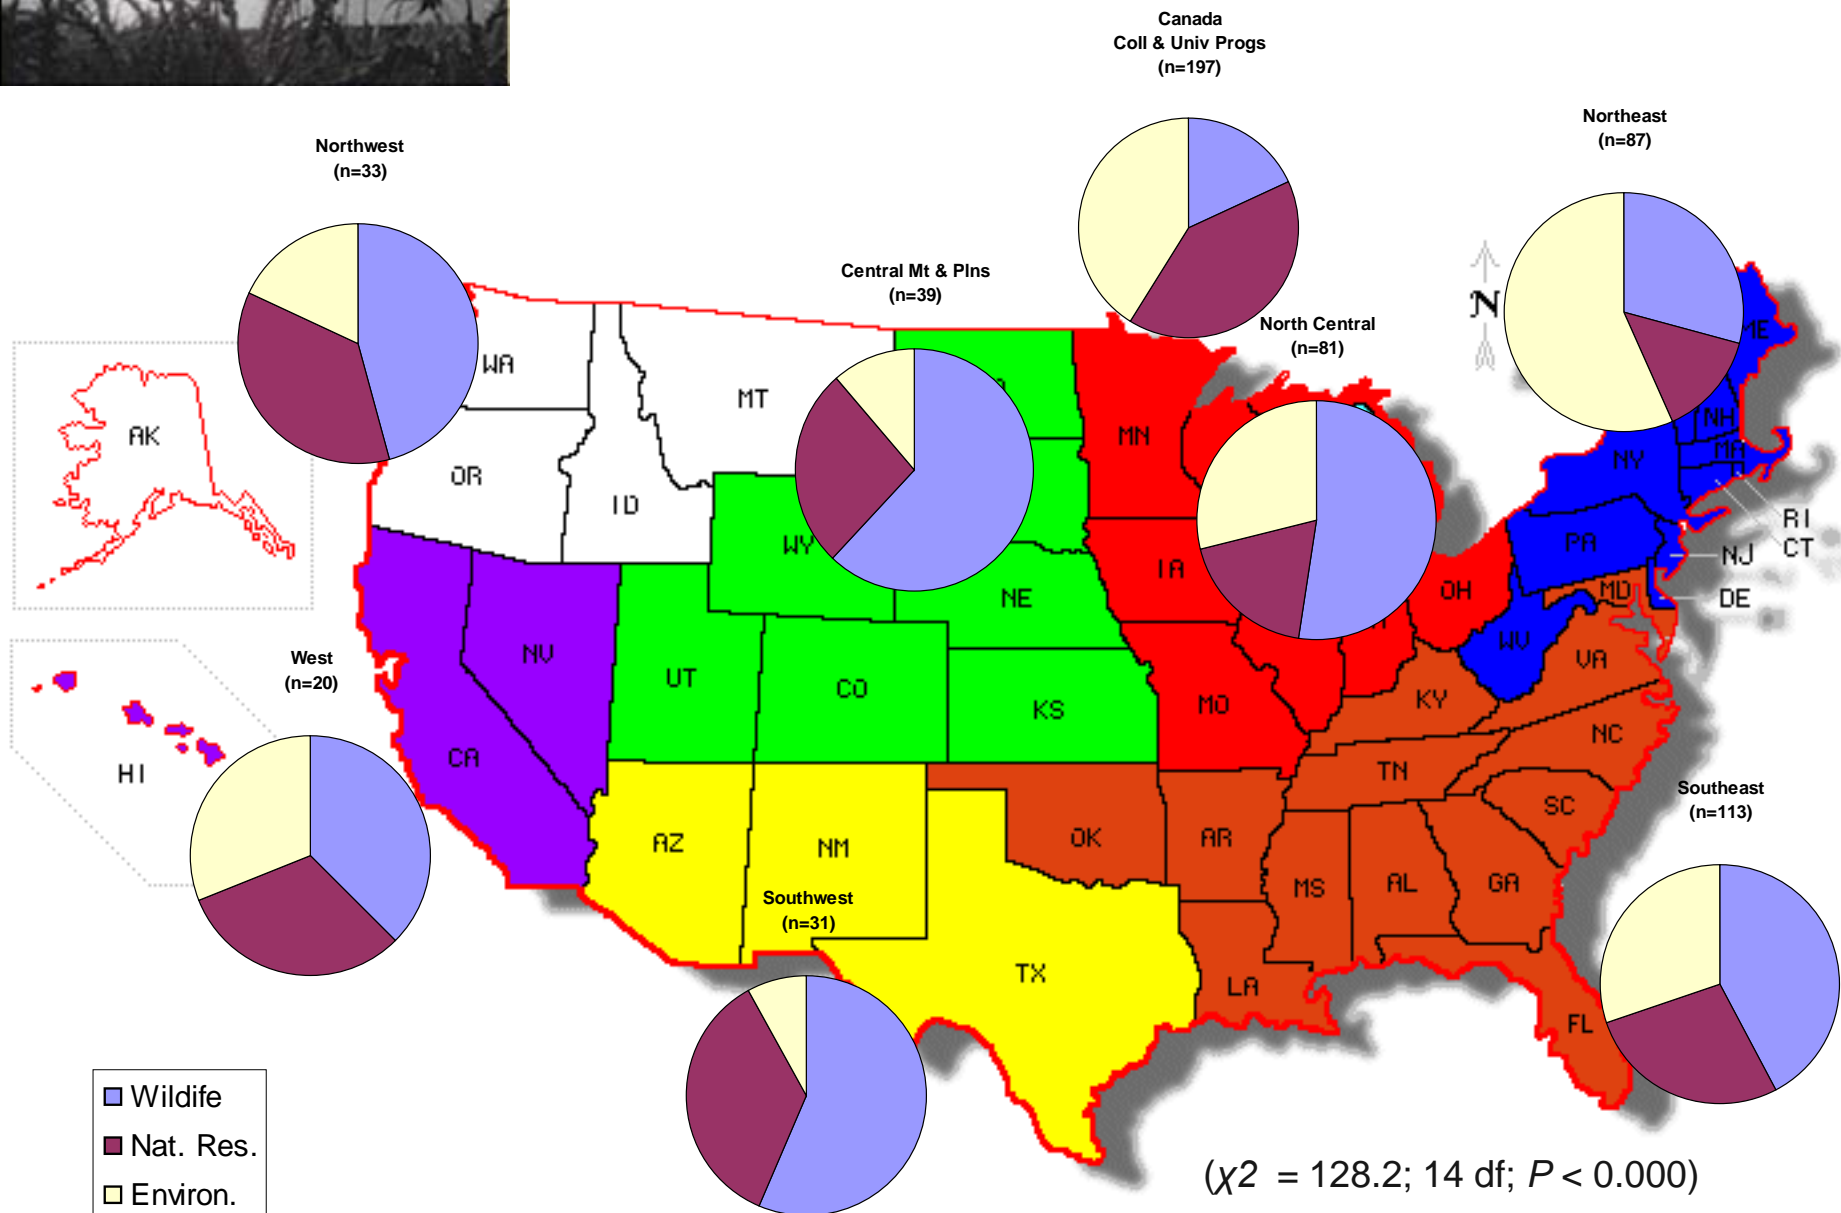 Canada
Coll & Univ Progs
(n=197)
Northeast
(n=87)
Northwest
(n=33)
Central Mt & Plns
(n=39)
North Central
(n=81)
N
WA
MT
ME
AK
OR
ID
MN
NH
MA
NY
RI
CT
NJ
DE
PA
WY
NE
IA
OH
MD
WV
VA
West
(n=20)
NV
UT
CO
KS
MO
KY
NC
CA
HI
TN
SC
Southeast
(n=113)
AZ
NM
OK
AR
MS
AL
GA
Southwest
(n=31)
TX
LA
FL
Wildife
Nat. Res.
Environ.
(χ2 = 128.2; 14 df; P < 0.000)